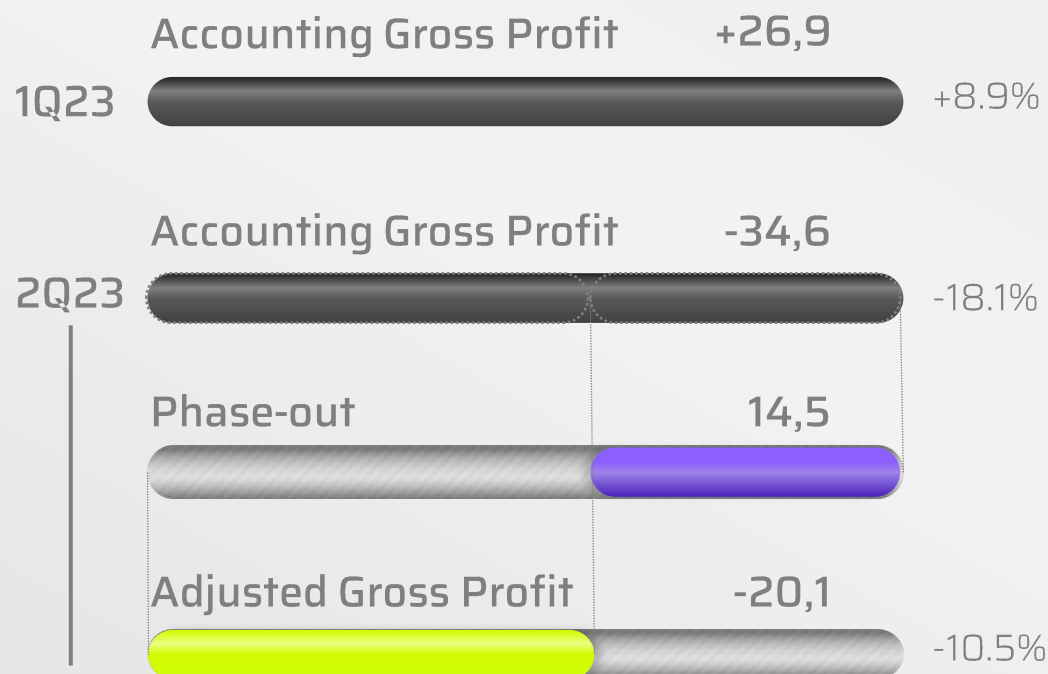 Accounting Gross Profit +26,9
1Q23 +8.9%
Accounting Gross Profit -34,6
2Q23 -18.1%
Phase-out 14,5
Adjusted Gross Profit -20,1
-10.5%